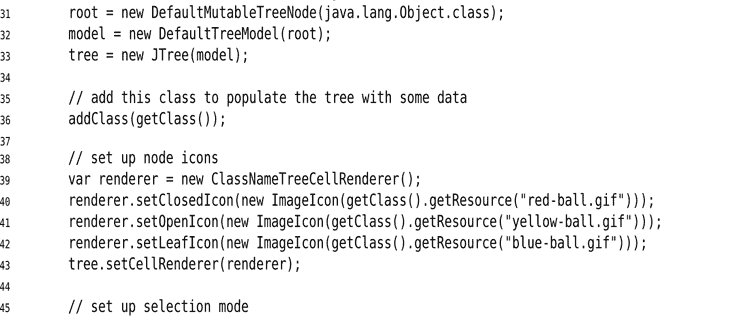 31 root = new DefaultMutableTreeNode(java.lang.Object.class);
32 model = new DefaultTreeModel(root);
33 tree = new JTree(model);
34
35 // add this class to populate the tree with some data
36 addClass(getClass());
37
38 // set up node icons
39 var renderer = new ClassNameTreeCellRenderer();
40 renderer.setClosedIcon(new ImageIcon(getClass().getResource("red-ball.gif")));
41 renderer.setOpenIcon(new ImageIcon(getClass().getResource("yellow-ball.gif")));
42 renderer.setLeafIcon(new ImageIcon(getClass().getResource("blue-ball.gif")));
43 tree.setCellRenderer(renderer);
44
45 // set up selection mode